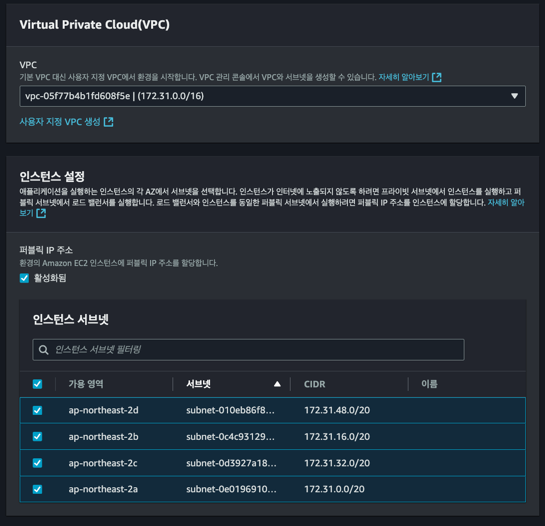 Virtual Private Cloud(VPC)
VPC
기본 VPC 대신 사용자 지정 VPC에서 환경을 시작합니다. VPC 관리 콘솔에서 VPC와 서브넷을 생성할 수 있습니다. 자세히 알아보기
vpc-05f77b4b1fd608f5e | (172.31.0.0/16)
사용자 지정 VPC 생성
인스턴스 설정
애플리케이션을 실행하는 인스턴스의 각 AZ에서 서브넷을 선택합니다. 인스턴스가 인터넷에 노출되지 않도록 하려면 프라이빗 서브넷에서 인스턴스를 실행하고 퍼
블릭 서브넷에서 로드 밸런서를 실행합니다. 로드 밸런서와 인스턴스를 동일한 퍼블릭 서브넷에서 실행하려면 퍼블릭 IP 주소를 인스턴스에 할당합니다. 자세히 알아
보기
퍼블릭 IP 주소
환경의 Amazon EC2 인스턴스에 퍼블릭 IP 주소를 할당합니다.
활성화됨
인스턴스 서브넷
인스턴스 서브넷 필터링
가용 영역 서브넷 CIDR 이름
ap-northeast-2d subnet-010eb86f8... 172.31.48.0/20
ap-northeast-2b subnet-0c4c93129... 172.31.16.0/20
ap-northeast-2c subnet-0d3927a18... 172.31.32.0/20
ap-northeast-2a subnet-0e0196910... 172.31.0.0/20